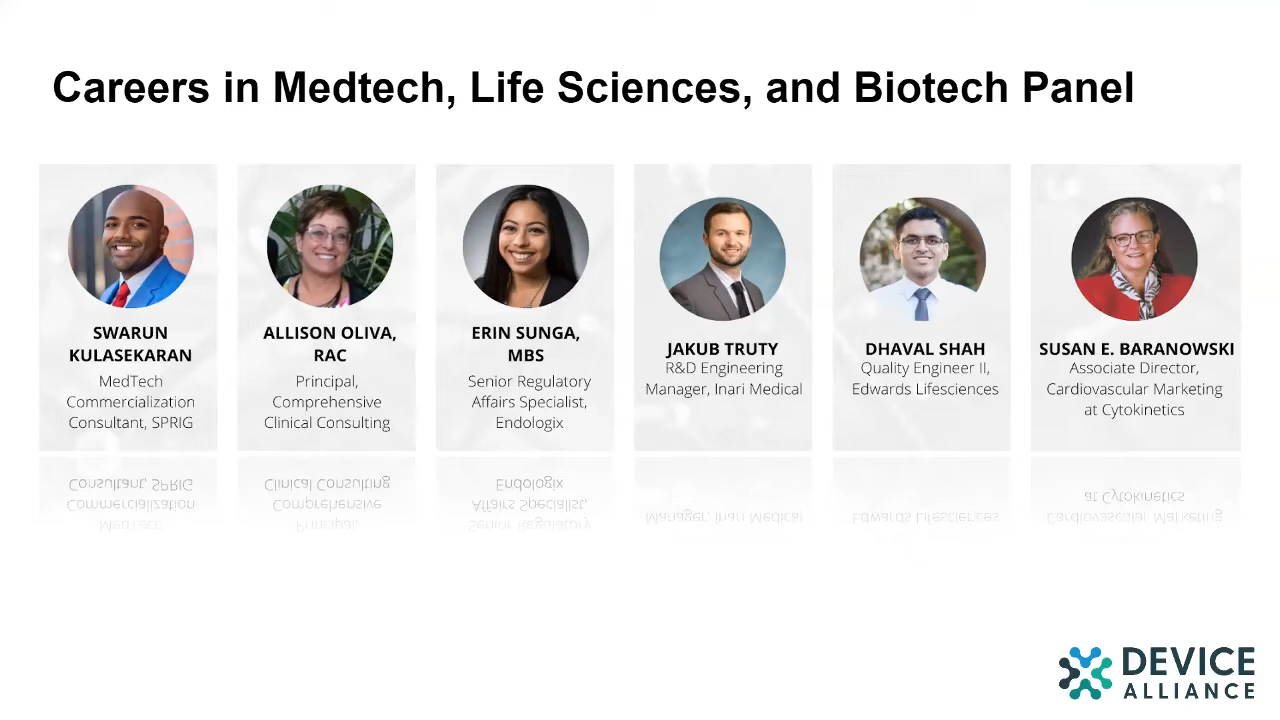 Careers in Medtech, Life Sciences, and Biotech Panel
SWARUN
KULASEKARAN
MedTech
Commercialization
Consultant, SPRIG
ALLISON OLIVA,
RAC
Principal,
Comprehensive
Clinical Consulting
ERIN SUNGA,
MBS
Senior Regulatory
Affairs Specialist,
Endologix
JAKUB TRUTY
R&D Engineering
Manager, Inari Medical
DHAVAL SHAH
Quality Engineer II,
Edwards Lifesciences
SUSAN E. BARANOWSKI
Associate Director,
Cardiovascular Marketing
at Cytokinetics
DEVICE
ALLIANCE